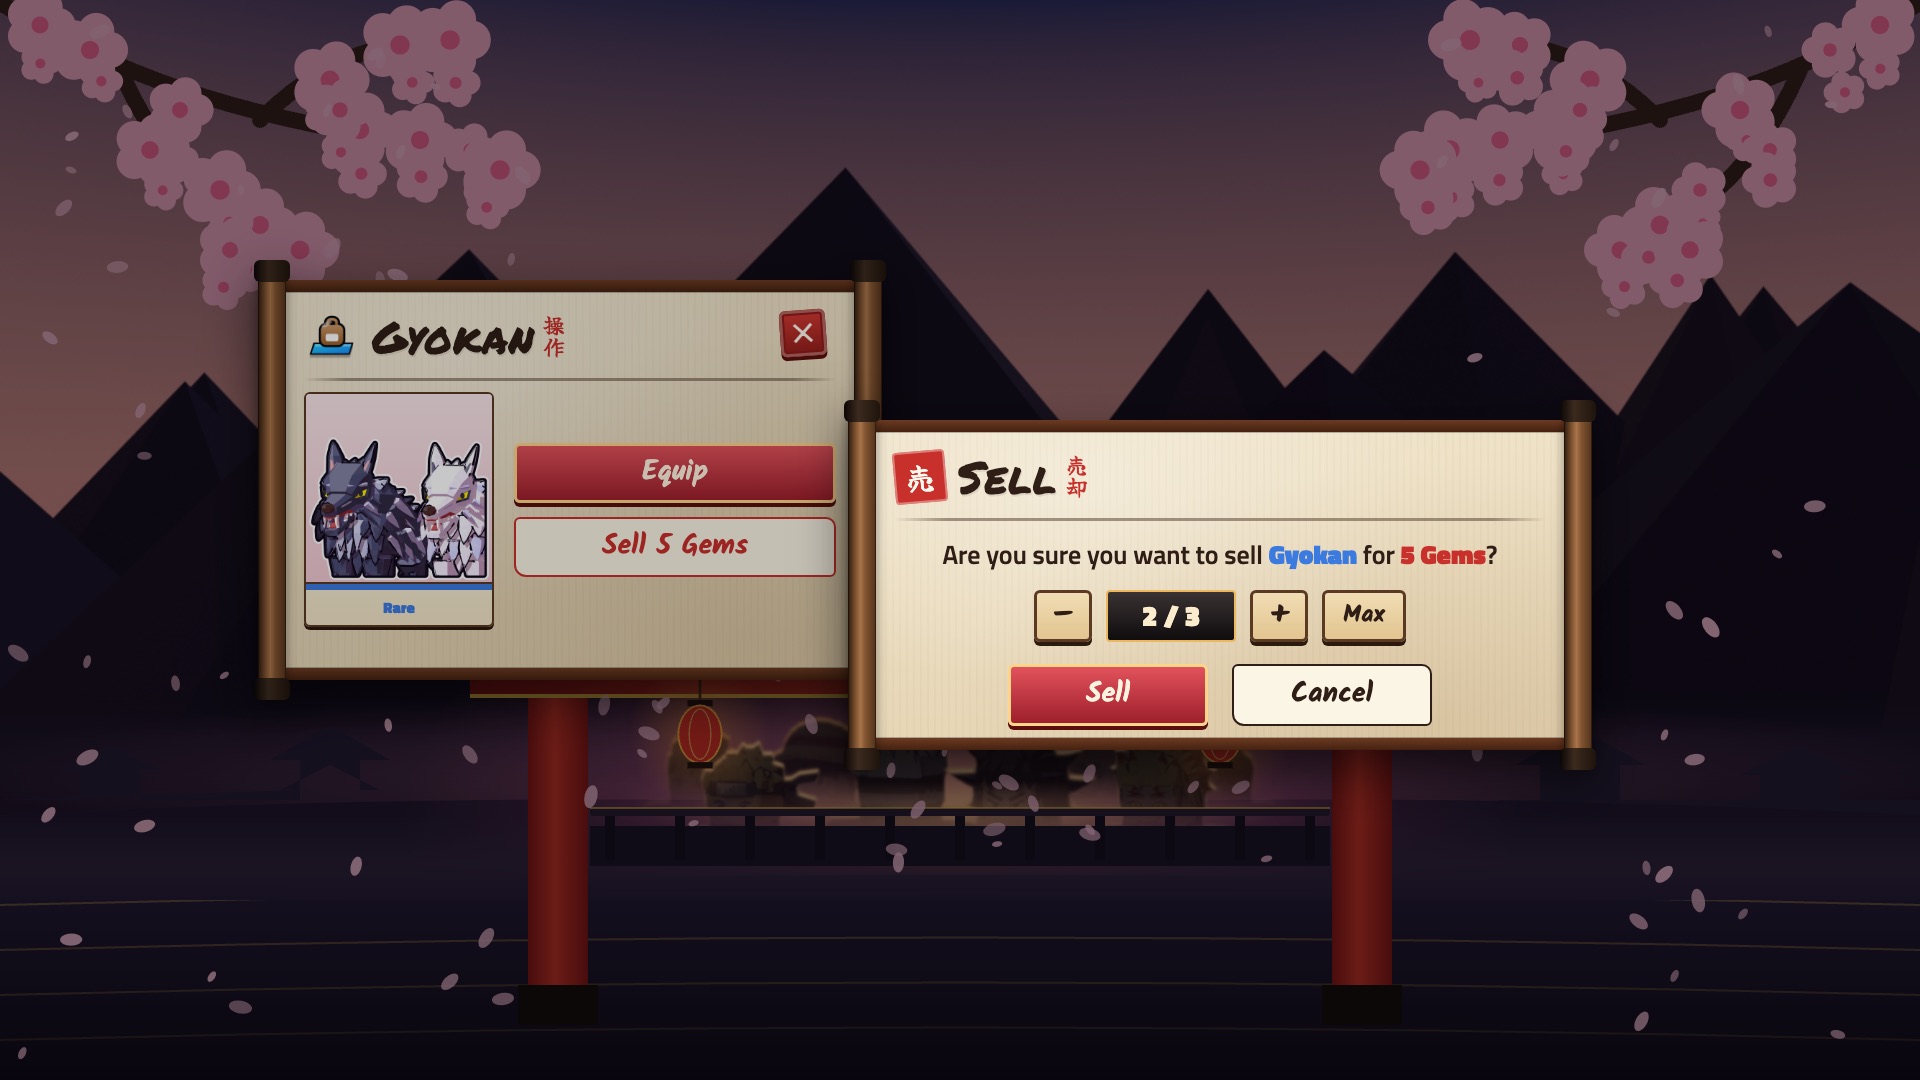 Gyokan
操作
Equip
Sell 5 Gems
Rare
売
Sell
売却
Are you sure you want to sell Gyokan for 5 Gems?
− 2 / 3 + Max
Sell Cancel